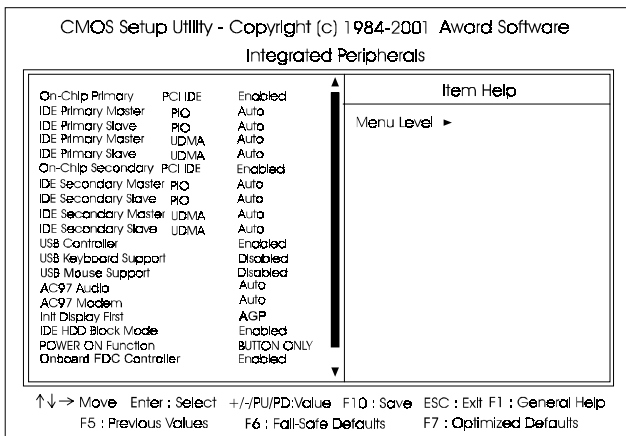 CMOS Setup Utility - Copyright (c) 1984-2001 Award Software
Integrated Peripherals
On-Chip Primary PCI IDE Enabled
IDE Primary Master PIO Auto
IDE Primary Slave PIO Auto
IDE Primary Master UDMA Auto
IDE Primary Slave UDMA Auto
On-Chip Secondary PCI IDE Enabled
IDE Secondary Master PIO Auto
IDE Secondary Slave PIO Auto
IDE Secondary Master UDMA Auto
IDE Secondary Slave UDMA Auto
USB Controller Enabled
USB Keyboard Support Disabled
USB Mouse Support Disabled
AC97 Audio Auto
AC97 Modem Auto
Init Display First AGP
IDE HDD Block Mode Enabled
POWER ON Function BUTTON ONLY
Onboard FDC Controller Enabled
Item Help
Menu Level ►
↑↓→ Move Enter : Select +/-/PU/PD:Value F10 : Save ESC : Exit F1 : General Help
F5 : Previous Values F6 : Fail-Safe Defaults F7 : Optimized Defaults